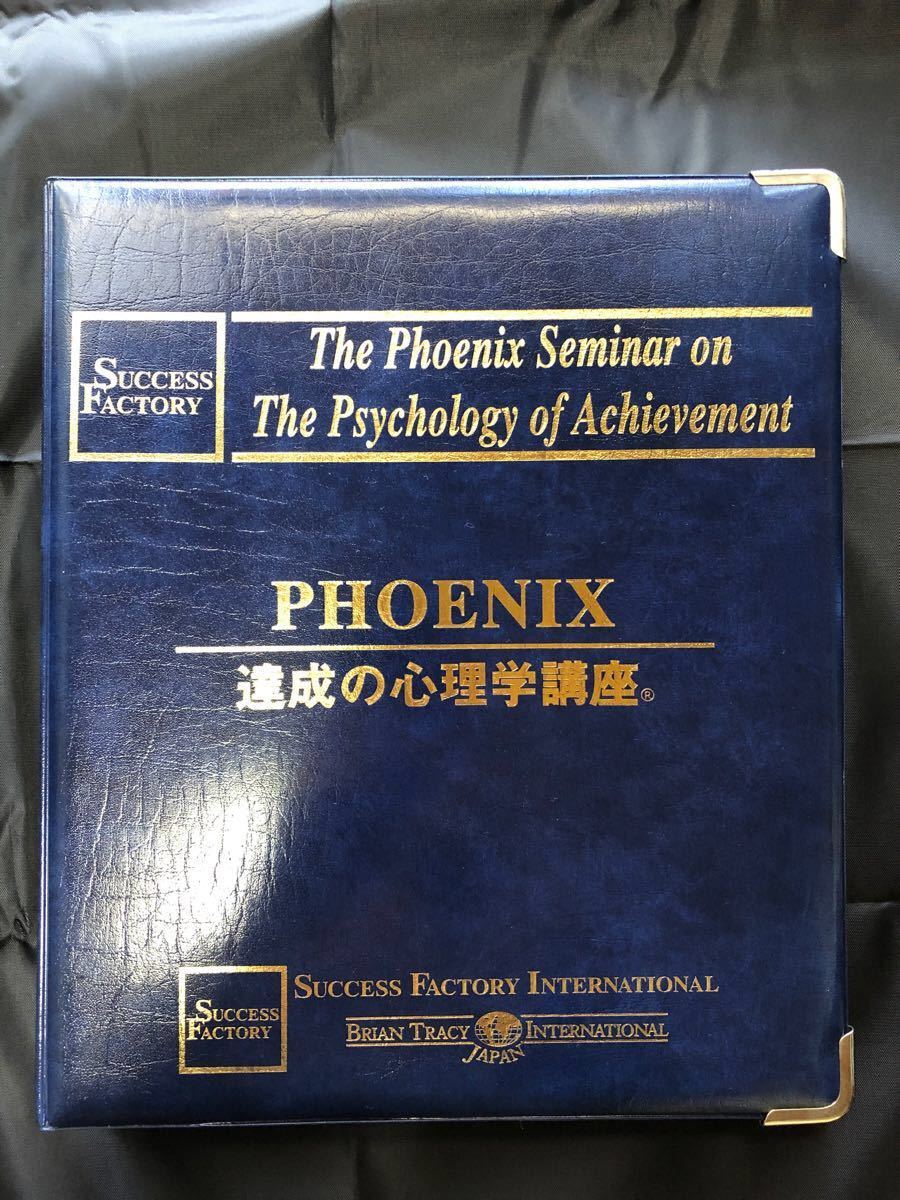 SUCCESS
FACTORY
The Phoenix Seminar on
The Psychology of Achievement
PHOENIX
達成の心理学講座®
SUCCESS
FACTORY
SUCCESS FACTORY INTERNATIONAL
BRIAN TRACY INTERNATIONAL
JAPAN